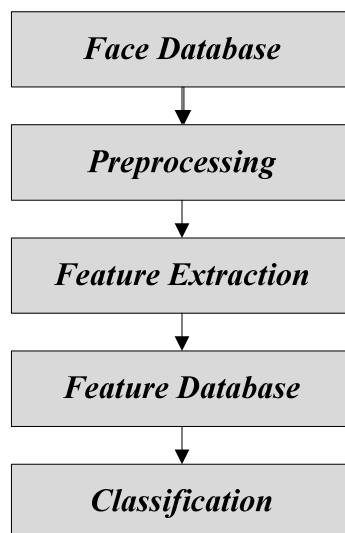 Face Database
Preprocessing
Feature Extraction
Feature Database
Classification